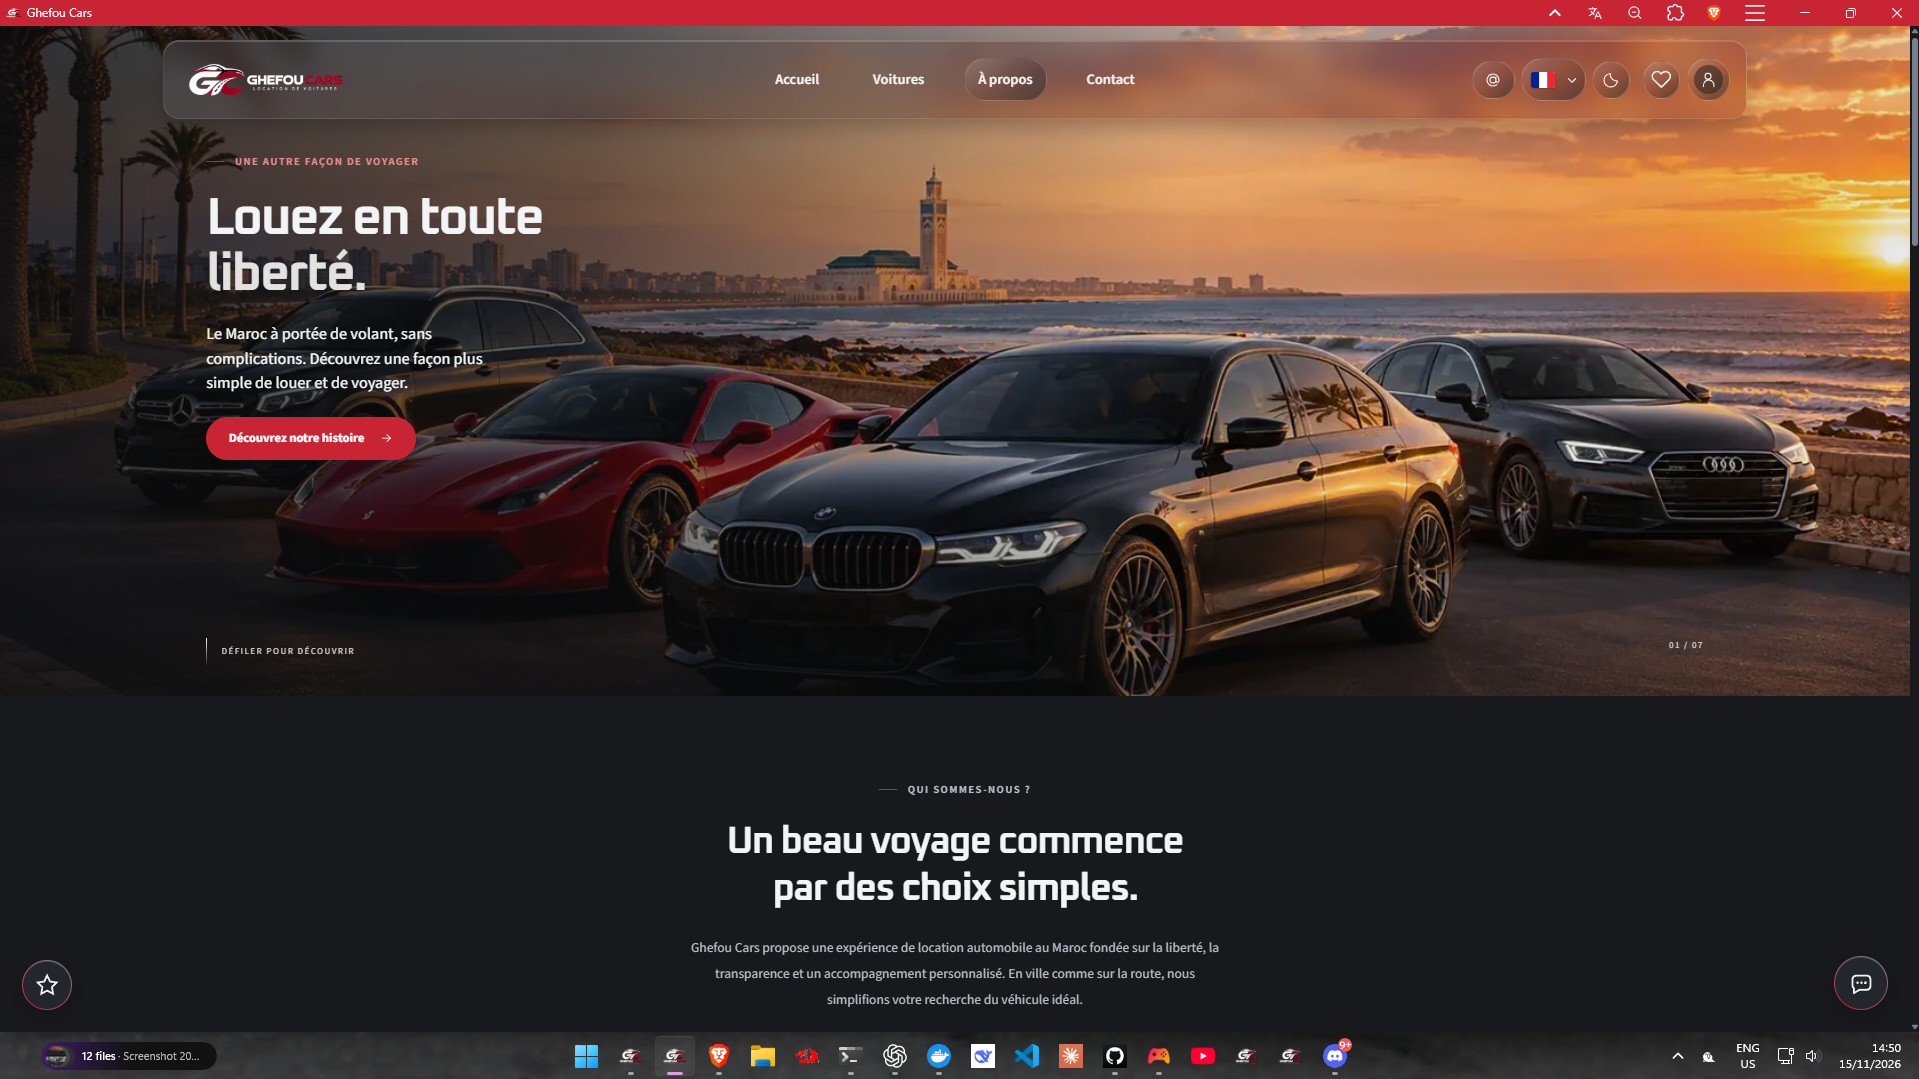 Ghefou Cars
GHEFOUCARS
LOCATION DE VOITURES
Accueil
Voitures
À propos
Contact
UNE AUTRE FAÇON DE VOYAGER
Louez en toute
liberté.
Le Maroc à portée de volant, sans
complications. Découvrez une façon plus
simple de louer et de voyager.
Découvrez notre histoire →
DÉFILER POUR DÉCOUVRIR
01 / 07
QUI SOMMES-NOUS ?
Un beau voyage commence
par des choix simples.
Ghefou Cars propose une expérience de location automobile au Maroc fondée sur la liberté, la
transparence et un accompagnement personnalisé. En ville comme sur la route, nous
simplifions votre recherche du véhicule idéal.
12 files · Screenshot 20...
9+
ENG
US
14:50
15/11/2026